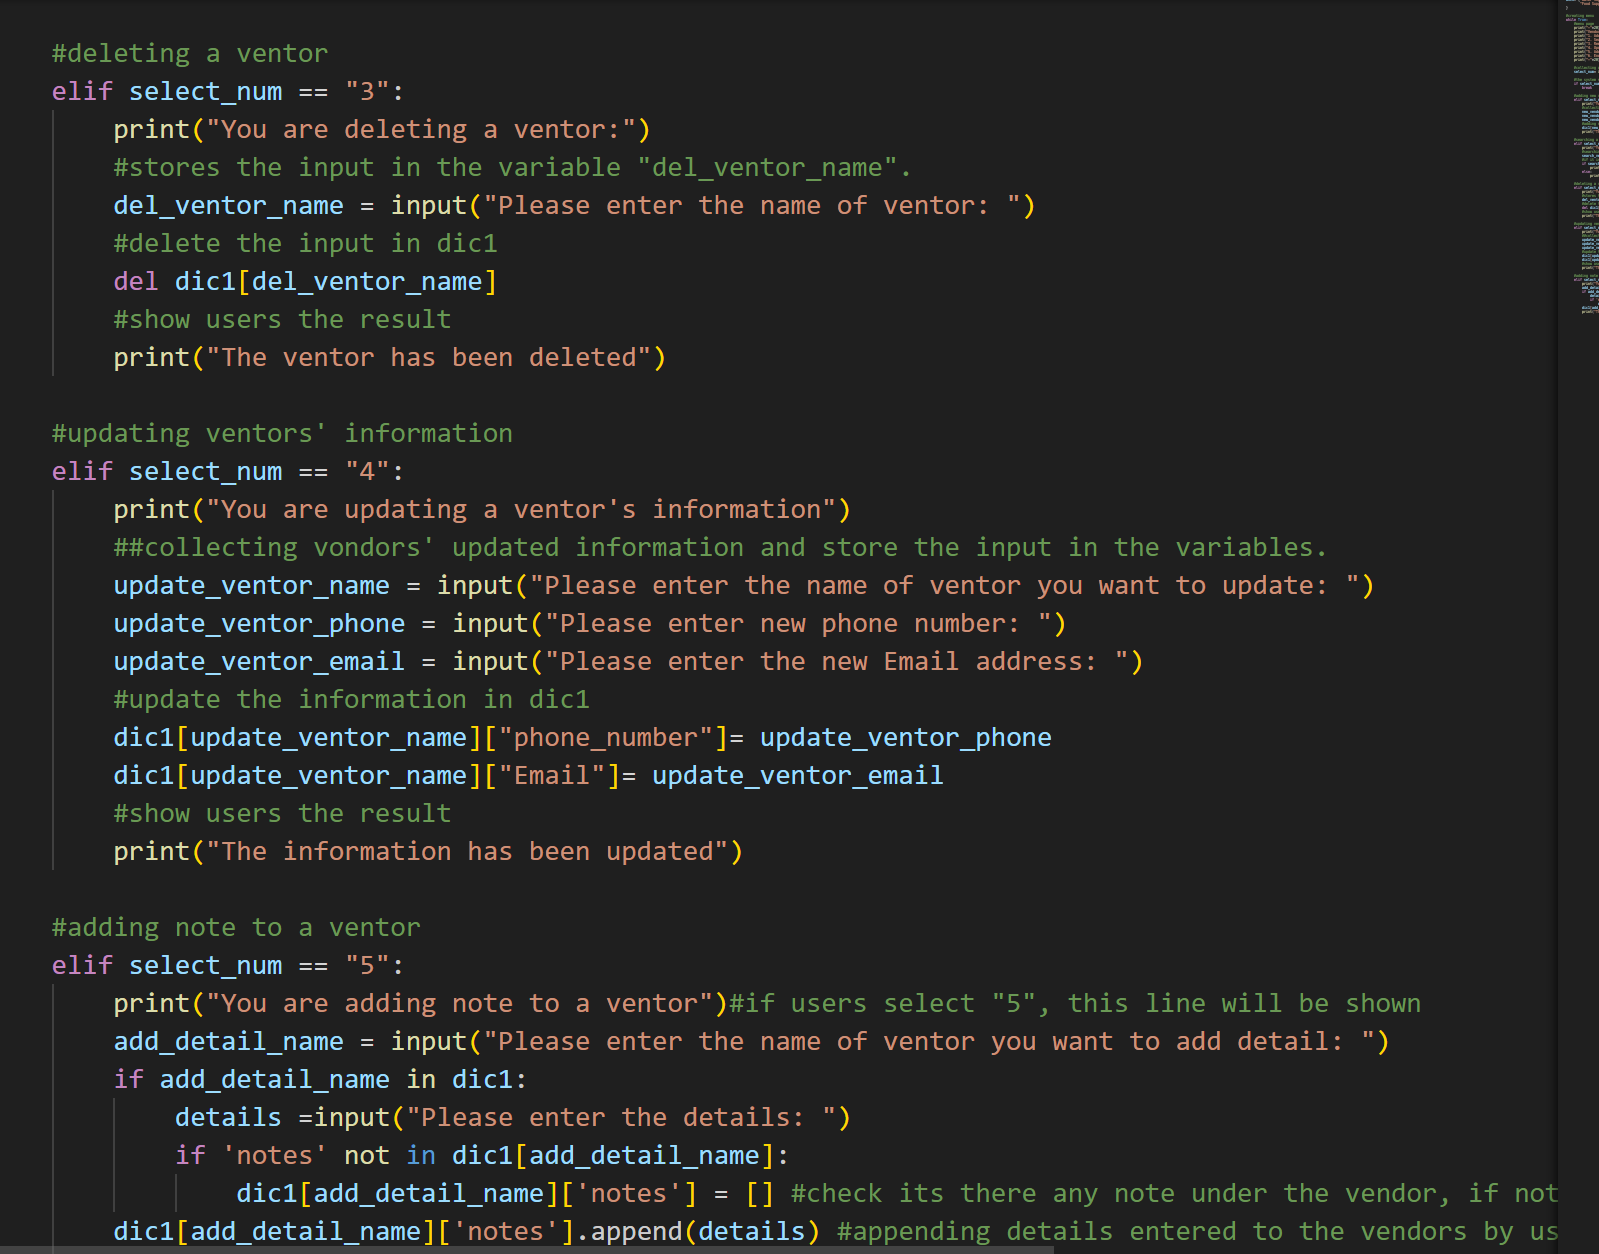 #deleting a ventor
elif select_num == "3":
print("You are deleting a ventor:")
#stores the input in the variable "del_ventor_name".
del_ventor_name = input("Please enter the name of ventor: ")
#delete the input in dic1
del dic1[del_ventor_name]
#show users the result
print("The ventor has been deleted")
#updating ventors' information
elif select_num == "4":
print("You are updating a ventor's information")
##collecting vondors' updated information and store the input in the variables.
update_ventor_name = input("Please enter the name of ventor you want to update: ")
update_ventor_phone = input("Please enter new phone number: ")
update_ventor_email = input("Please enter the new Email address: ")
#update the information in dic1
dic1[update_ventor_name]["phone_number"]= update_ventor_phone
dic1[update_ventor_name]["Email"]= update_ventor_email
#show users the result
print("The information has been updated")
#adding note to a ventor
elif select_num == "5":
print("You are adding note to a ventor")#if users select "5", this line will be shown
add_detail_name = input("Please enter the name of ventor you want to add detail: ")
if add_detail_name in dic1:
details =input("Please enter the details: ")
if 'notes' not in dic1[add_detail_name]:
dic1[add_detail_name]['notes'] = [] #check its there any note under the vendor, if not
dic1[add_detail_name]['notes'].append(details) #appending details entered to the vendors by us